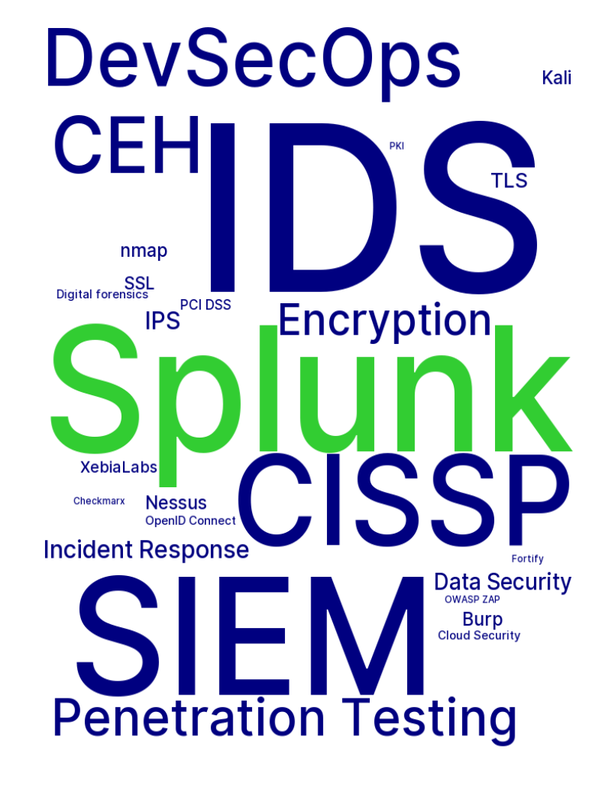 DevSecOps
Kali
CEH
IDS
PKI
TLS
nmap
SSL
Digital forensics
PCI DSS
IPS
Encryption
Splunk
CISSP
XebiaLabs
Checkmarx
Nessus
OpenID Connect
Incident Response
Fortify
SIEM
Data Security
OWASP ZAP
Burp
Cloud Security
Penetration Testing